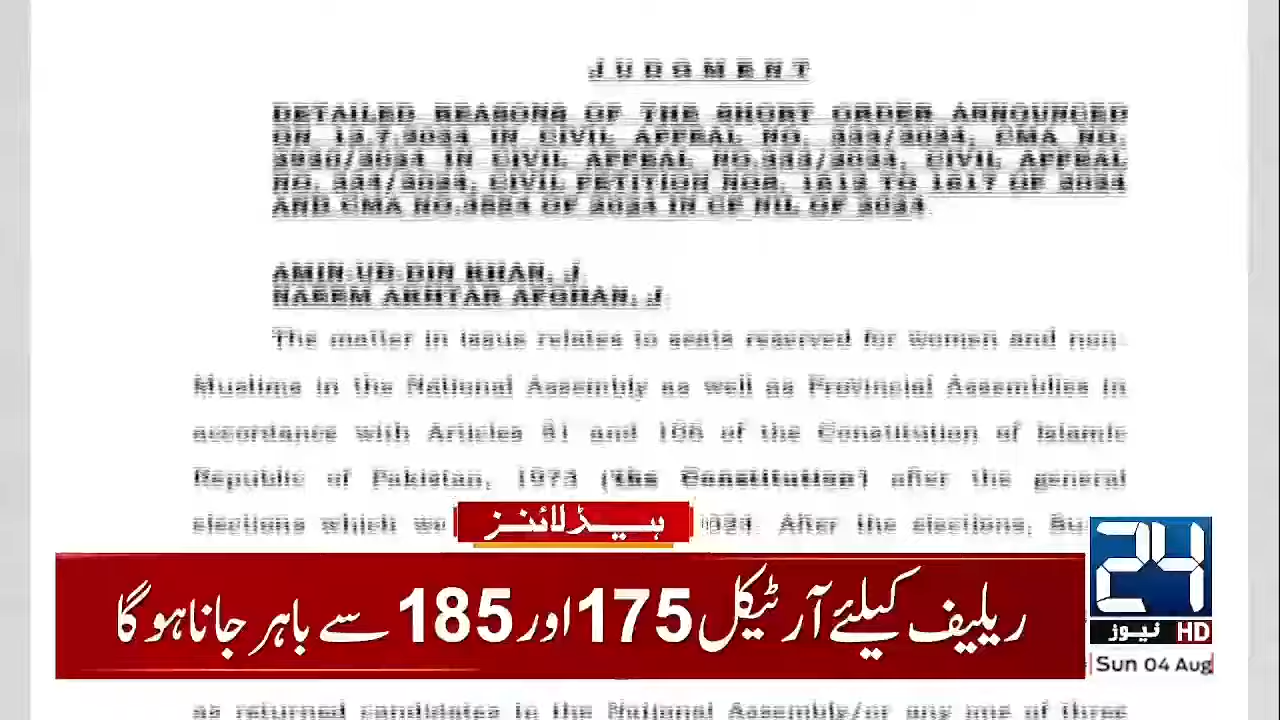 JUDGMENT
DETAILED REASONS OF THE SHORT ORDER ANNOUNCED
ON 12.7.2024 IN CIVIL APPEAL NO. 333/2024, CMA NO.
IN CIVIL APPEAL NO.333/2024, CIVIL APPEAL
NO. 334/2024, CIVIL PETITION NOS. 1612 TO 1617 OF 2024
AND CMA NO. OF 2024 IN CP NIL OF 2024.
AMIN-UD-DIN KHAN, J.
NAEEM AKHTAR AFGHAN, J.
The matter in issue relates to seats reserved for women and non-
Muslims in the National Assembly as well as Provincial Assemblies in
accordance with Articles 51 and 106 of the Constitution of Islamic
Republic of Pakistan, 1973 (the Constitution) after the general
elections which 024. After the elections,
ہیڈلائنز
ریلیف کیلئے آرٹیکل 175 اور 185 سے باہر جانا ہوگا
24
نیوز HD
Sun 04 Aug
as returned candidates to the National Assembly/or any one of three